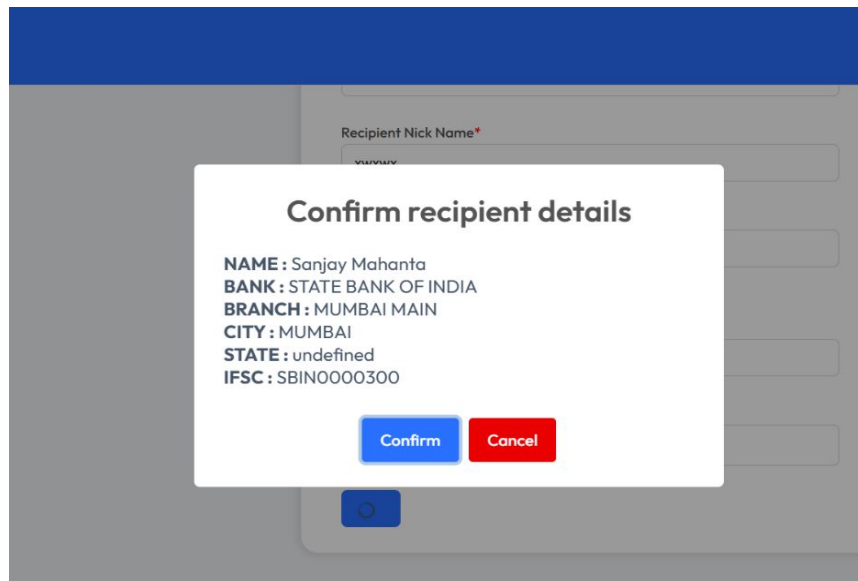 Recipient Nick Name*
Confirm recipient details
NAME : Sanjay Mahanta
BANK : STATE BANK OF INDIA
BRANCH : MUMBAI MAIN
CITY : MUMBAI
STATE : undefined
IFSC : SBIN0000300
Confirm Cancel